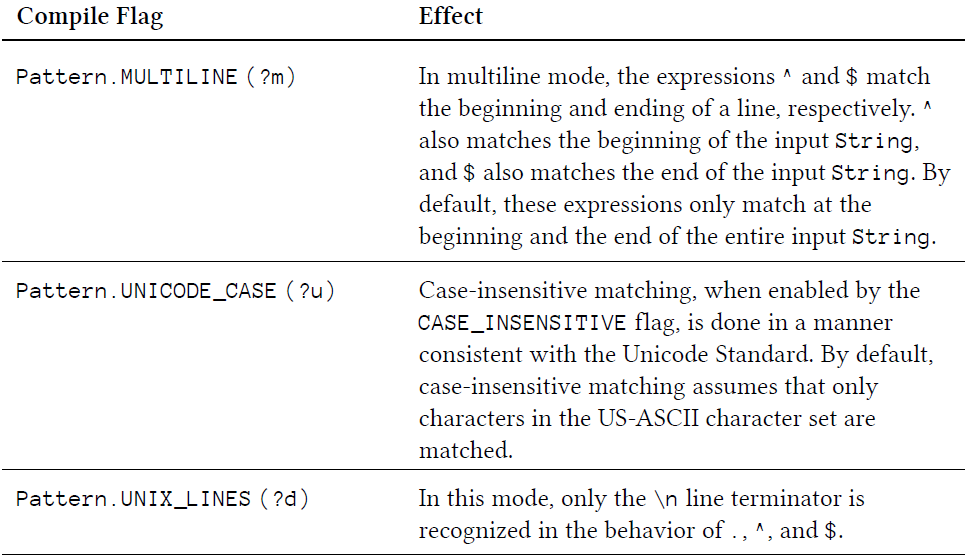 Compile Flag Effect
Pattern.MULTILINE (?m) In multiline mode, the expressions ^ and $ match
the beginning and ending of a line, respectively. ^
also matches the beginning of the input String,
and $ also matches the end of the input String. By
default, these expressions only match at the
beginning and the end of the entire input String.
Pattern.UNICODE_CASE (?u) Case-insensitive matching, when enabled by the
CASE_INSENSITIVE flag, is done in a manner
consistent with the Unicode Standard. By default,
case-insensitive matching assumes that only
characters in the US-ASCII character set are
matched.
Pattern.UNIX_LINES (?d) In this mode, only the \n line terminator is
recognized in the behavior of ., ^, and $.